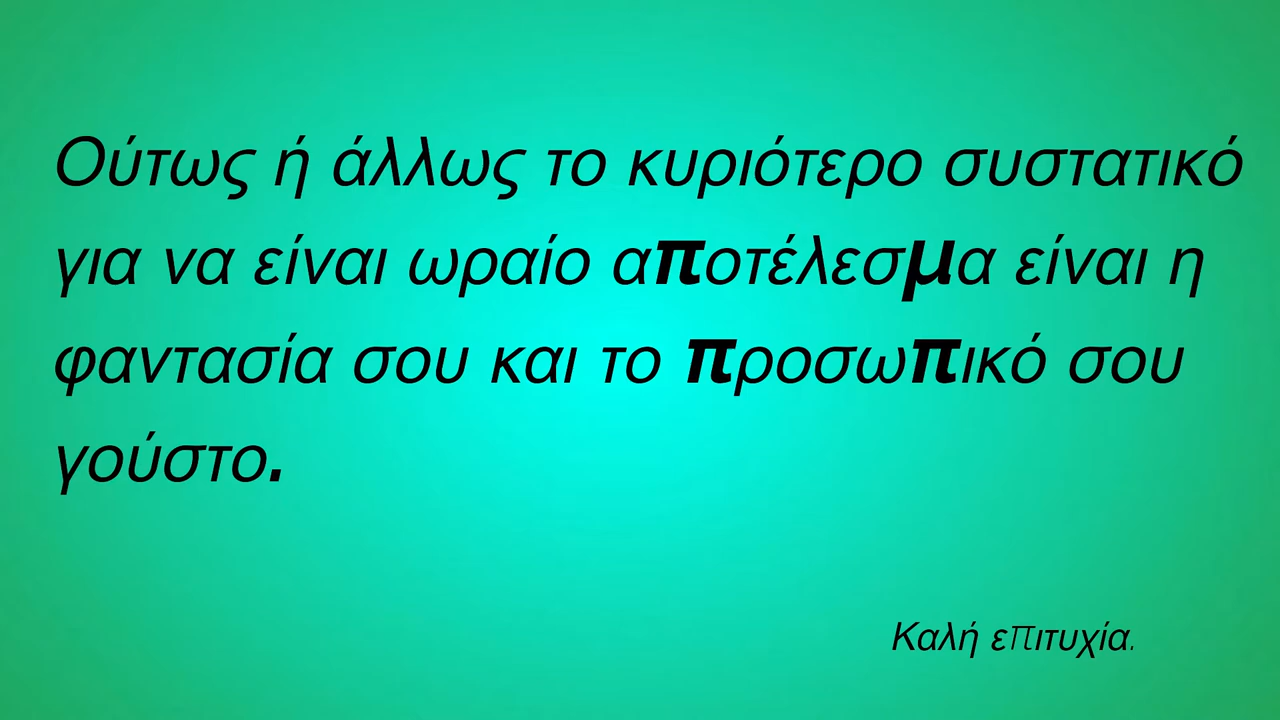 Ούτως ή άλλως το κυριότερο συστατικό
για να είναι ωραίο αποτέλεσμα είναι η
φαντασία σου και το προσωπικό σου
γούστο.
Καλή επιτυχία.